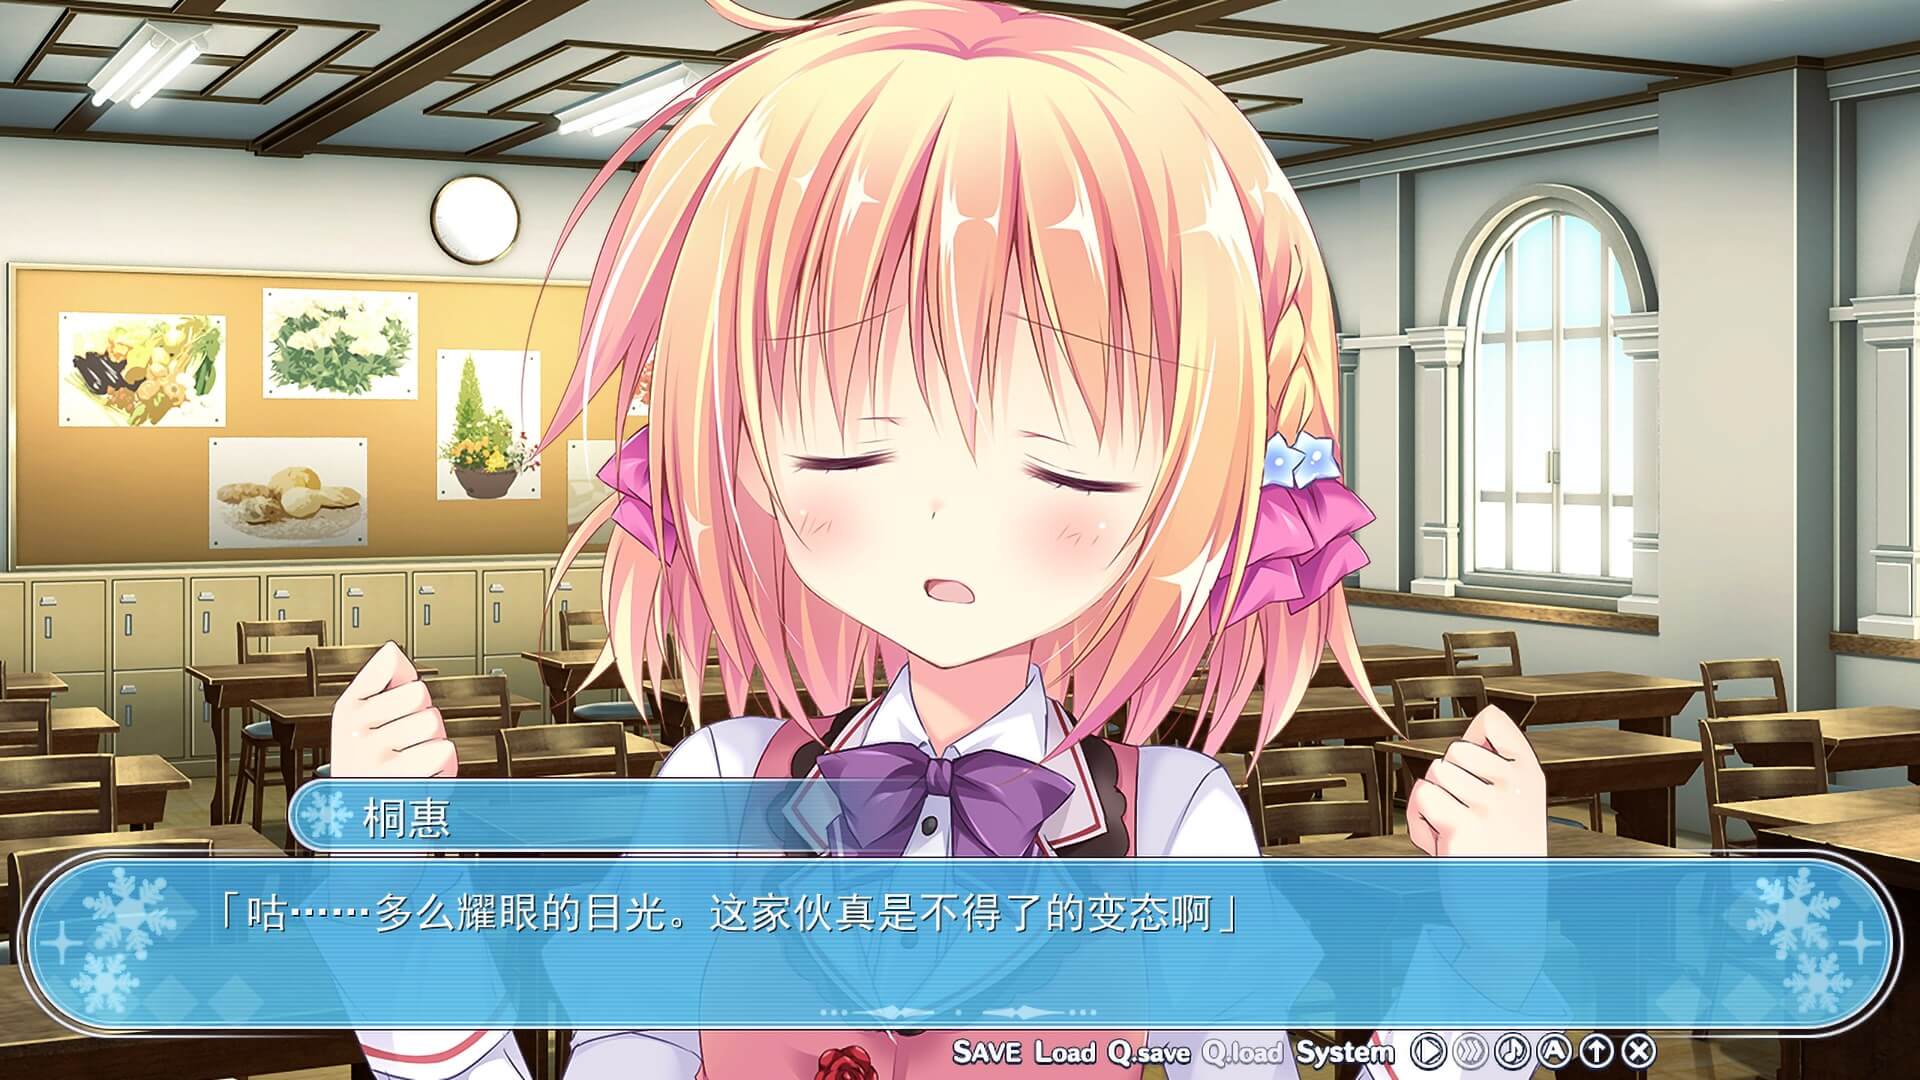 桐惠
「咕……多么耀眼的目光。这家伙真是不得了的变态啊」
SAVE Load Q.save Q.load System